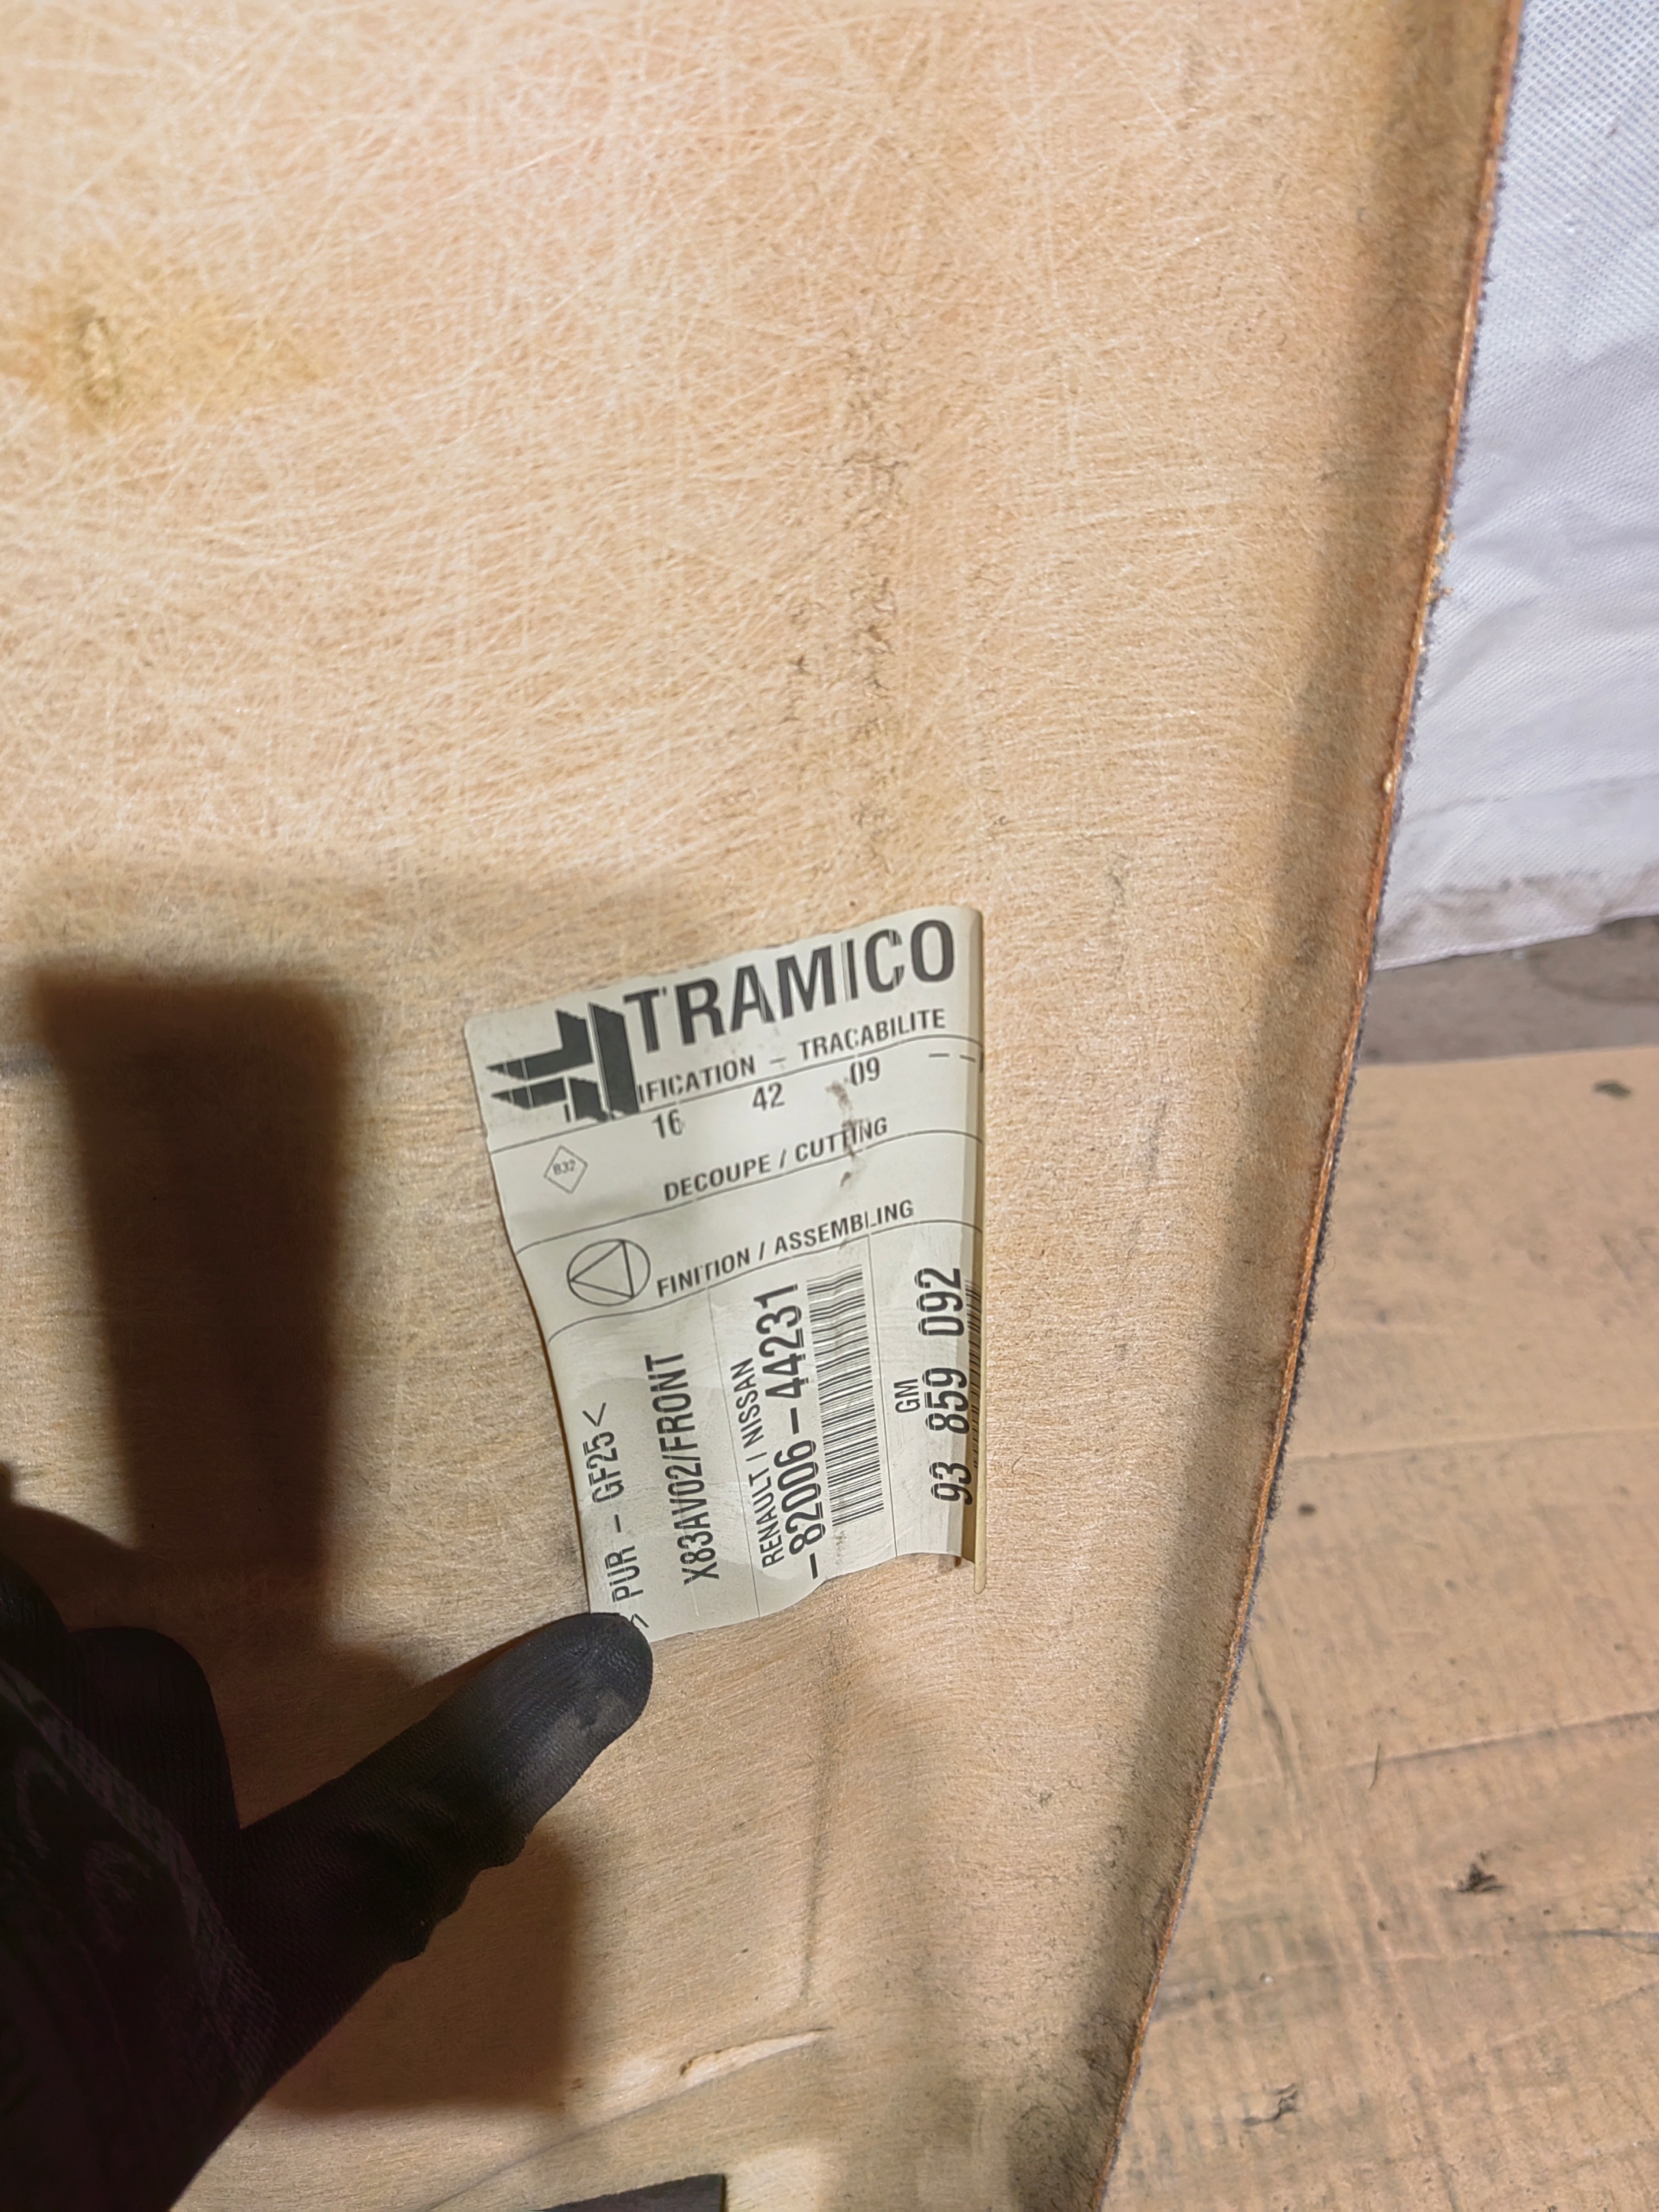 TRAMICO
IFICATION - TRACABILITE
16 42 09 --
B32
DECOUPE / CUTTING
FINITION / ASSEMBLING
> PUR - GF25 <
X83AV02/FRONT
RENAULT / NISSAN
-82006-44231
GM
93 859 092